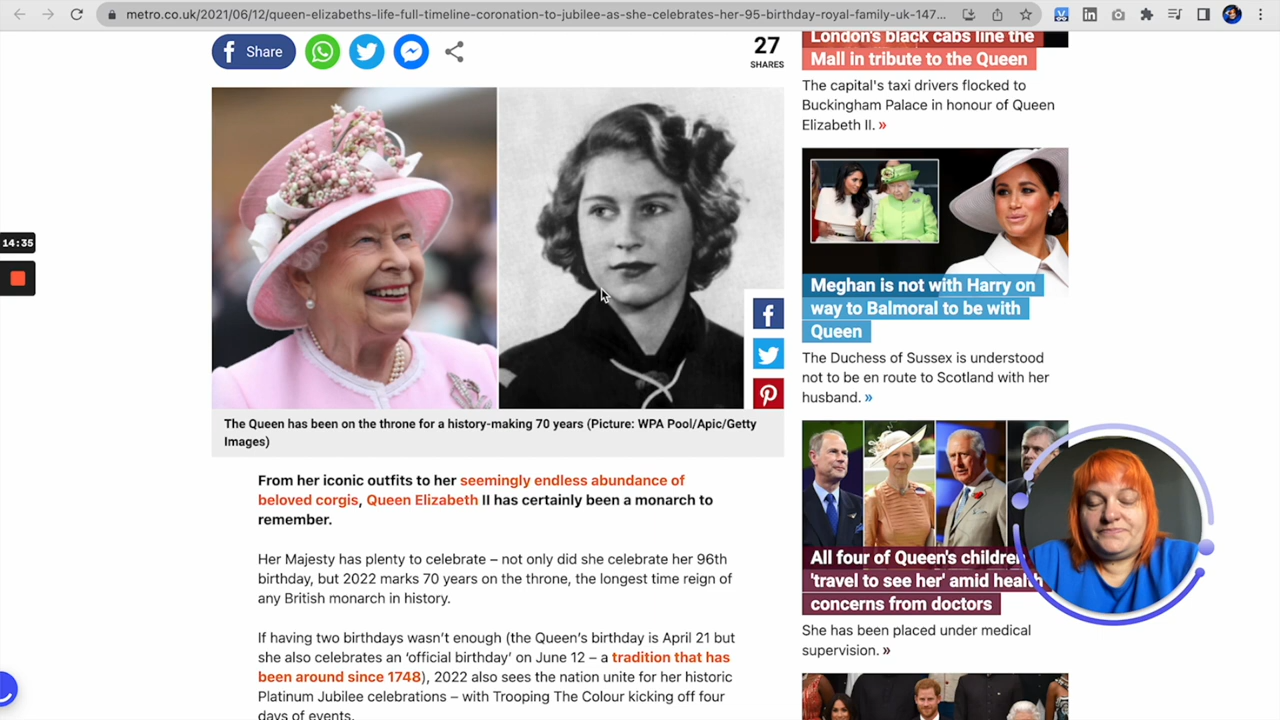 metro.co.uk/2021/06/12/queen-elizabeths-life-full-timeline-coronation-to-jubilee-as-she-celebrates-her-95-birthday-royal-family-uk-147...
Share
27
SHARES
14:35
The Queen has been on the throne for a history-making 70 years (Picture: WPA Pool/Apic/Getty
Images)
From her iconic outfits to her seemingly endless abundance of
beloved corgis, Queen Elizabeth II has certainly been a monarch to
remember.
Her Majesty has plenty to celebrate – not only did she celebrate her 96th
birthday, but 2022 marks 70 years on the throne, the longest time reign of
any British monarch in history.
If having two birthdays wasn't enough (the Queen's birthday is April 21 but
she also celebrates an 'official birthday' on June 12 – a tradition that has
been around since 1748), 2022 also sees the nation unite for her historic
Platinum Jubilee celebrations – with Trooping The Colour kicking off four
days of events.
London's black cabs line the
Mall in tribute to the Queen
The capital's taxi drivers flocked to
Buckingham Palace in honour of Queen
Elizabeth II. »
Meghan is not with Harry on
way to Balmoral to be with
Queen
The Duchess of Sussex is understood
not to be en route to Scotland with her
husband. »
All four of Queen's children
'travel to see her' amid health
concerns from doctors
She has been placed under medical
supervision. »